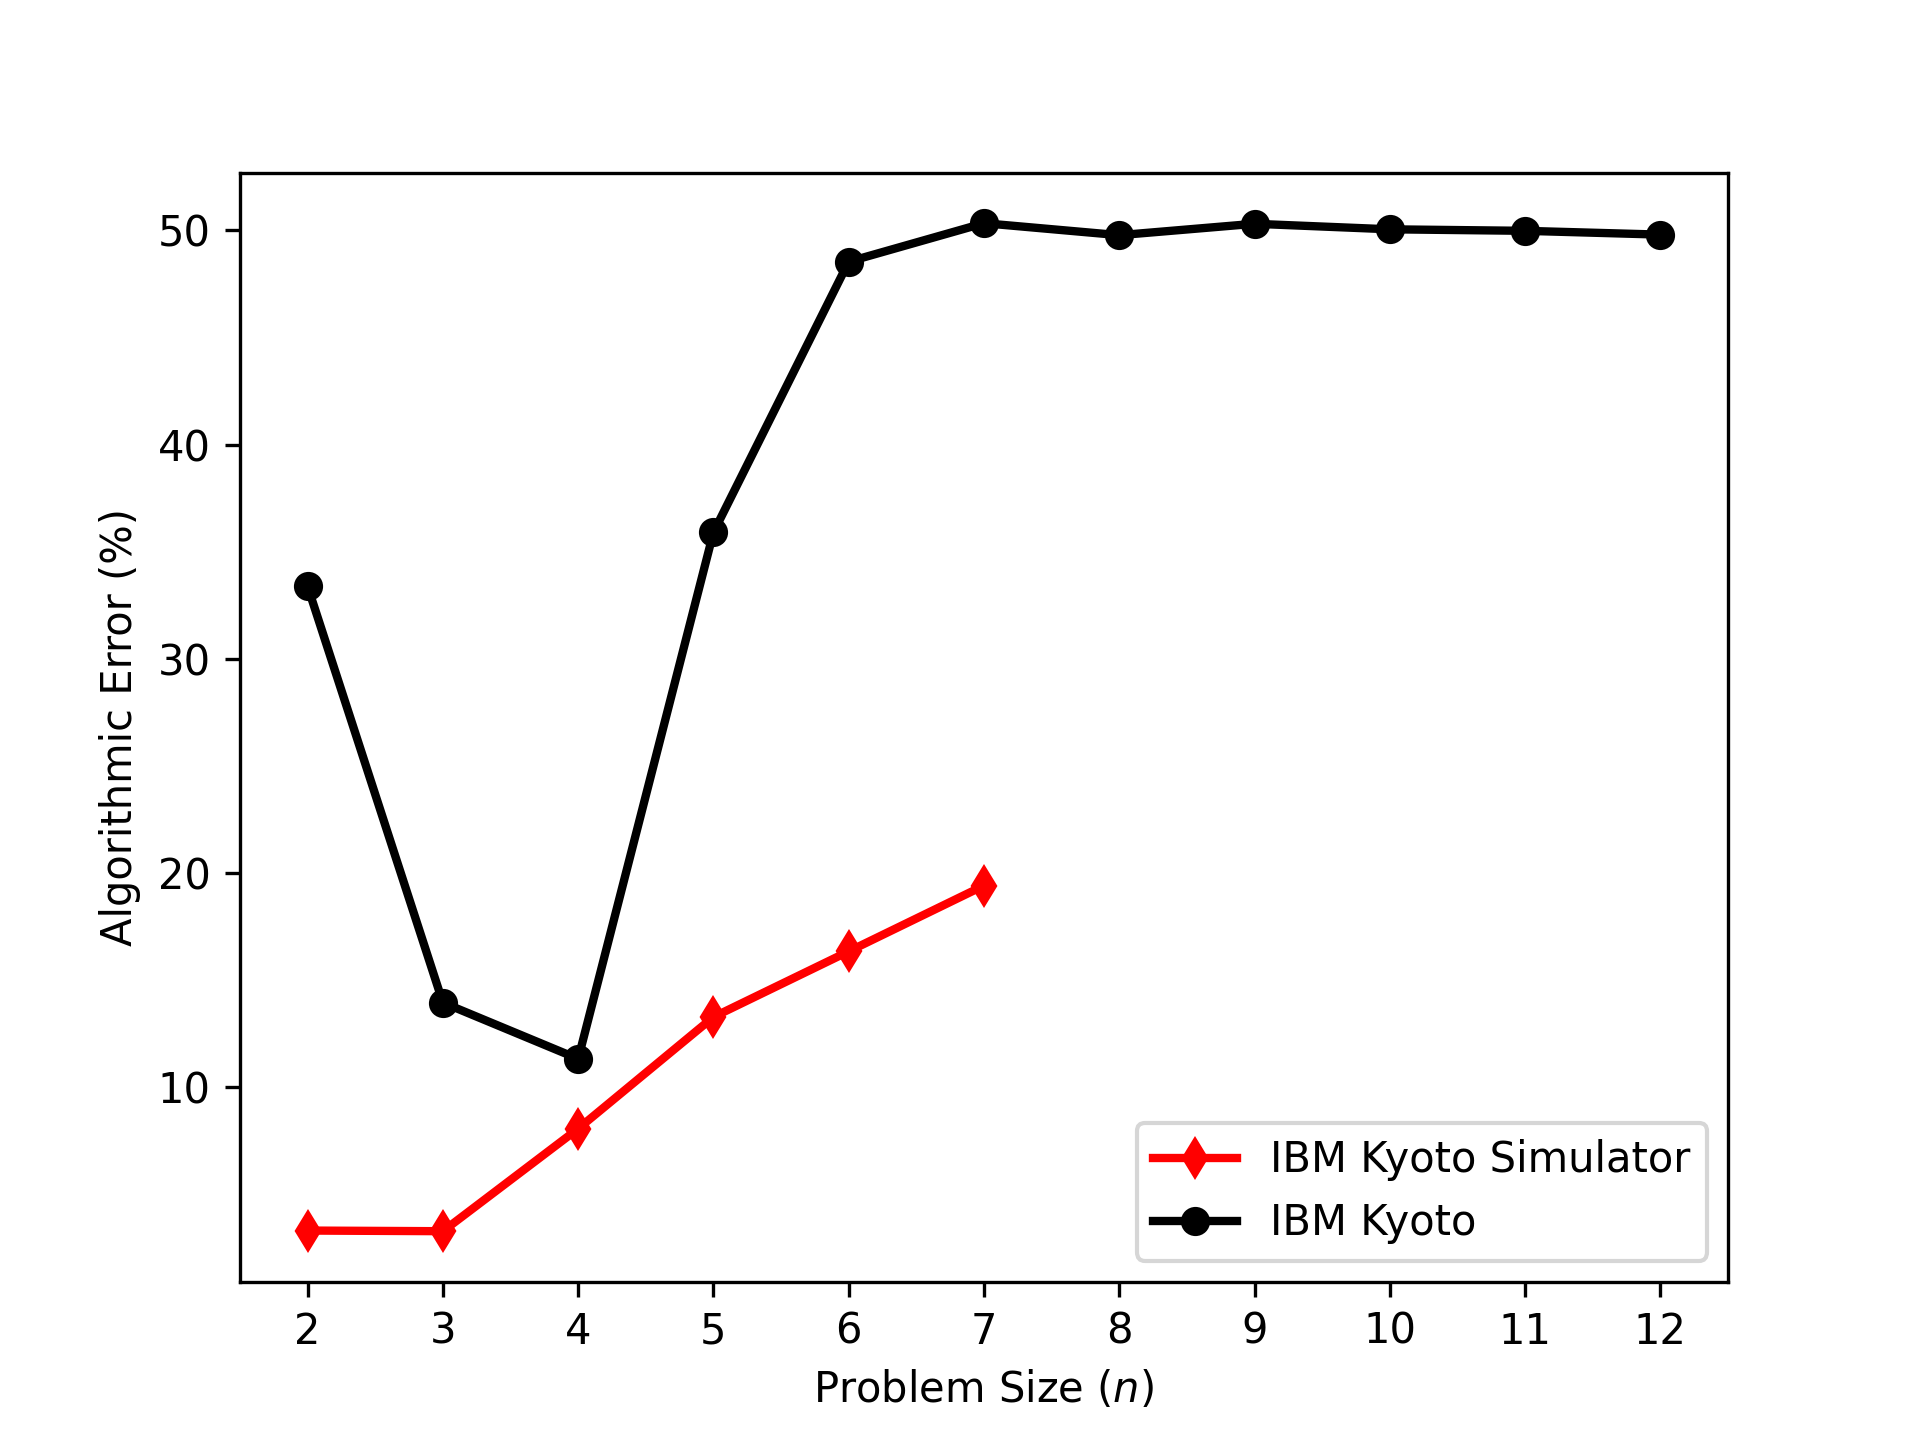 50
40
30
20
10
Algorithmic Error (%)
IBM Kyoto Simulator
IBM Kyoto
2 3 4 5 6 7 8 9 10 11 12
Problem Size (n)